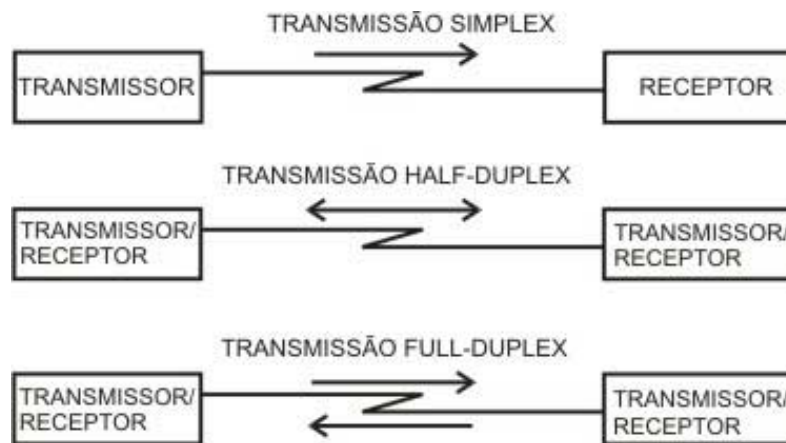 TRANSMISSÃO SIMPLEX
TRANSMISSOR
RECEPTOR
TRANSMISSÃO HALF-DUPLEX
TRANSMISSOR/
RECEPTOR
TRANSMISSOR/
RECEPTOR
TRANSMISSÃO FULL-DUPLEX
TRANSMISSOR/
RECEPTOR
TRANSMISSOR/
RECEPTOR